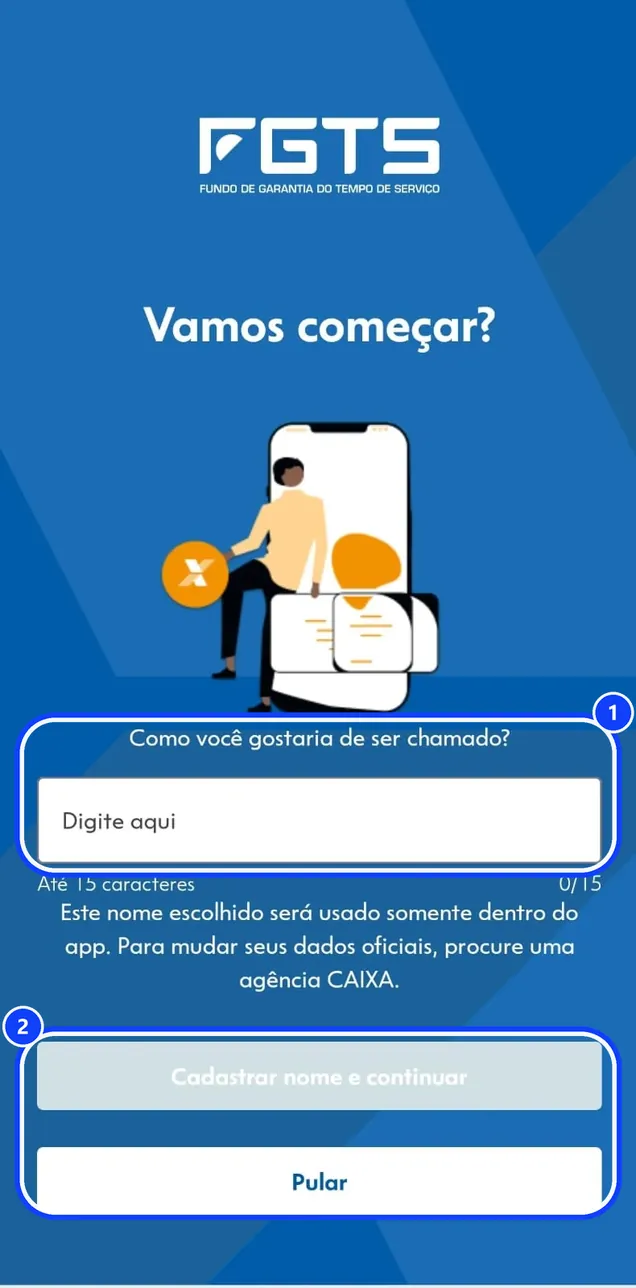 FGTS
FUNDO DE GARANTIA DO TEMPO DE SERVIÇO
Vamos começar?
1
Como você gostaria de ser chamado?
Digite aqui
Até 15 caracteres 0/15
Este nome escolhido será usado somente dentro do
app. Para mudar seus dados oficiais, procure uma
agência CAIXA.
2
Cadastrar nome e continuar
Pular